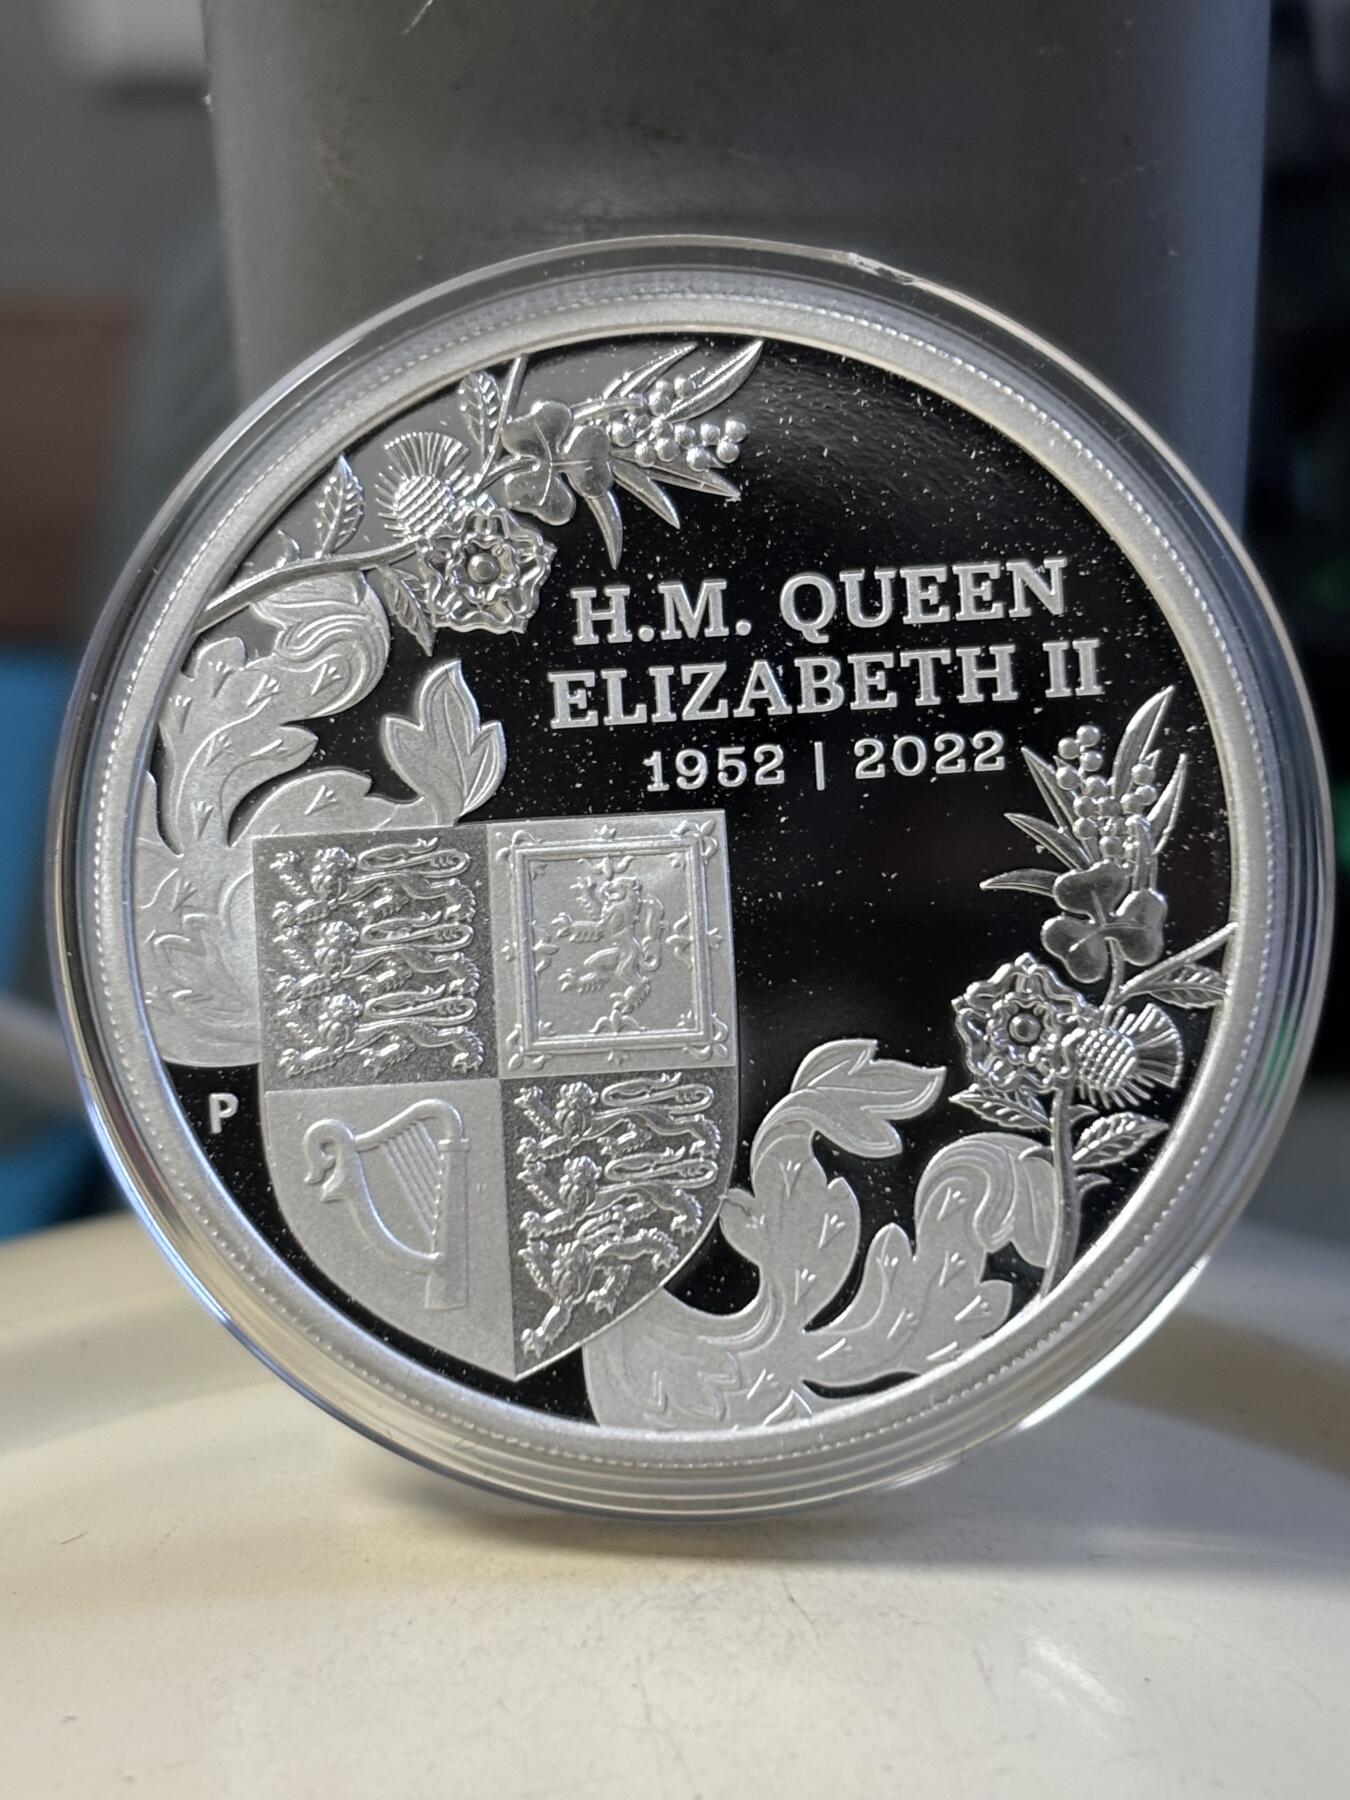 H.M. QUEEN
ELIZABETH II
1952 | 2022
P